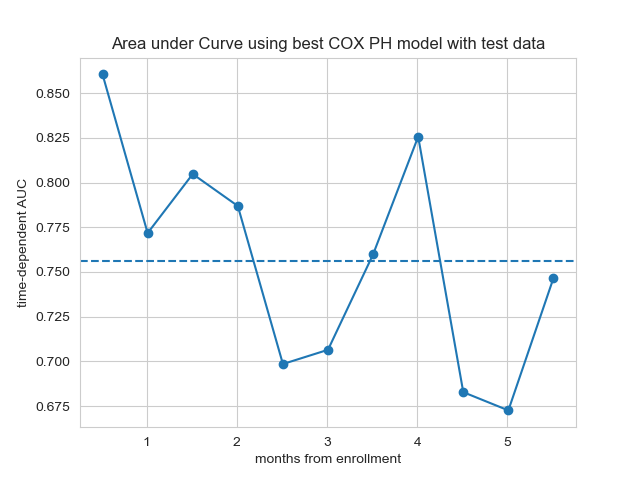 Area under Curve using best COX PH model with test data
time-dependent AUC
0.850
0.825
0.800
0.775
0.750
0.725
0.700
0.675
1 2 3 4 5
months from enrollment